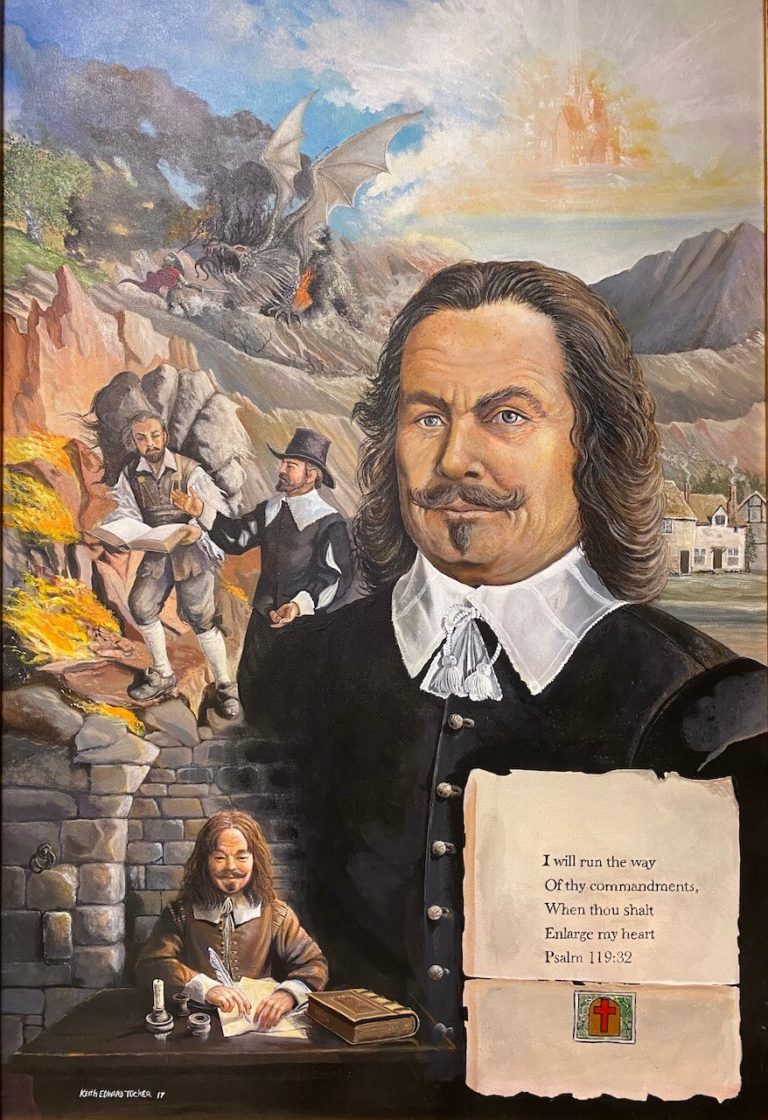 I will run the way
Of thy commandments,
When thou shalt
Enlarge my heart
Psalm 119:32
KEITH EDWARD TUCKER 17